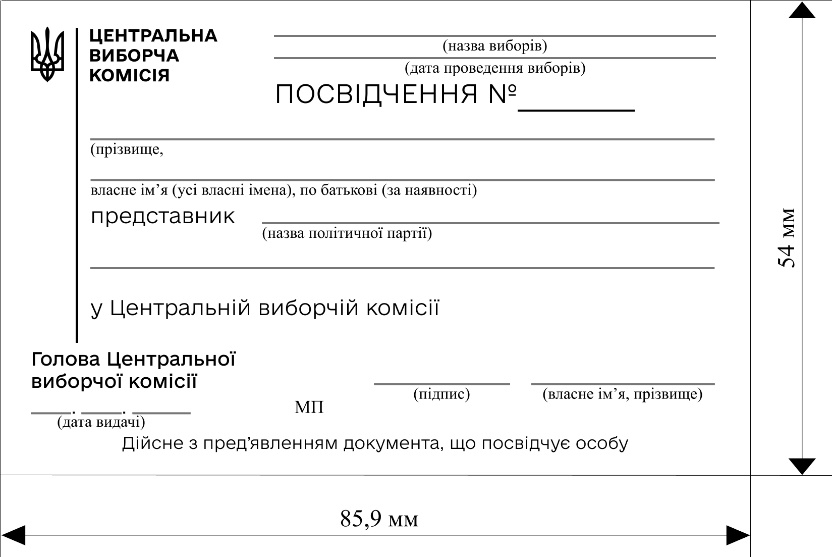 ЦЕНТРАЛЬНА
ВИБОРЧА
КОМІСІЯ
(назва виборів)
(дата проведення виборів)
ПОСВІДЧЕННЯ №
(прізвище,
власне ім’я (усі власні імена), по батькові (за наявності)
представник
(назва політичної партії)
у Центральній виборчій комісії
Голова Центральної
виборчої комісії
(підпис) (власне ім’я, прізвище)
МП
(дата видачі)
Дійсне з пред’явленням документа, що посвідчує особу
54 мм
85,9 мм